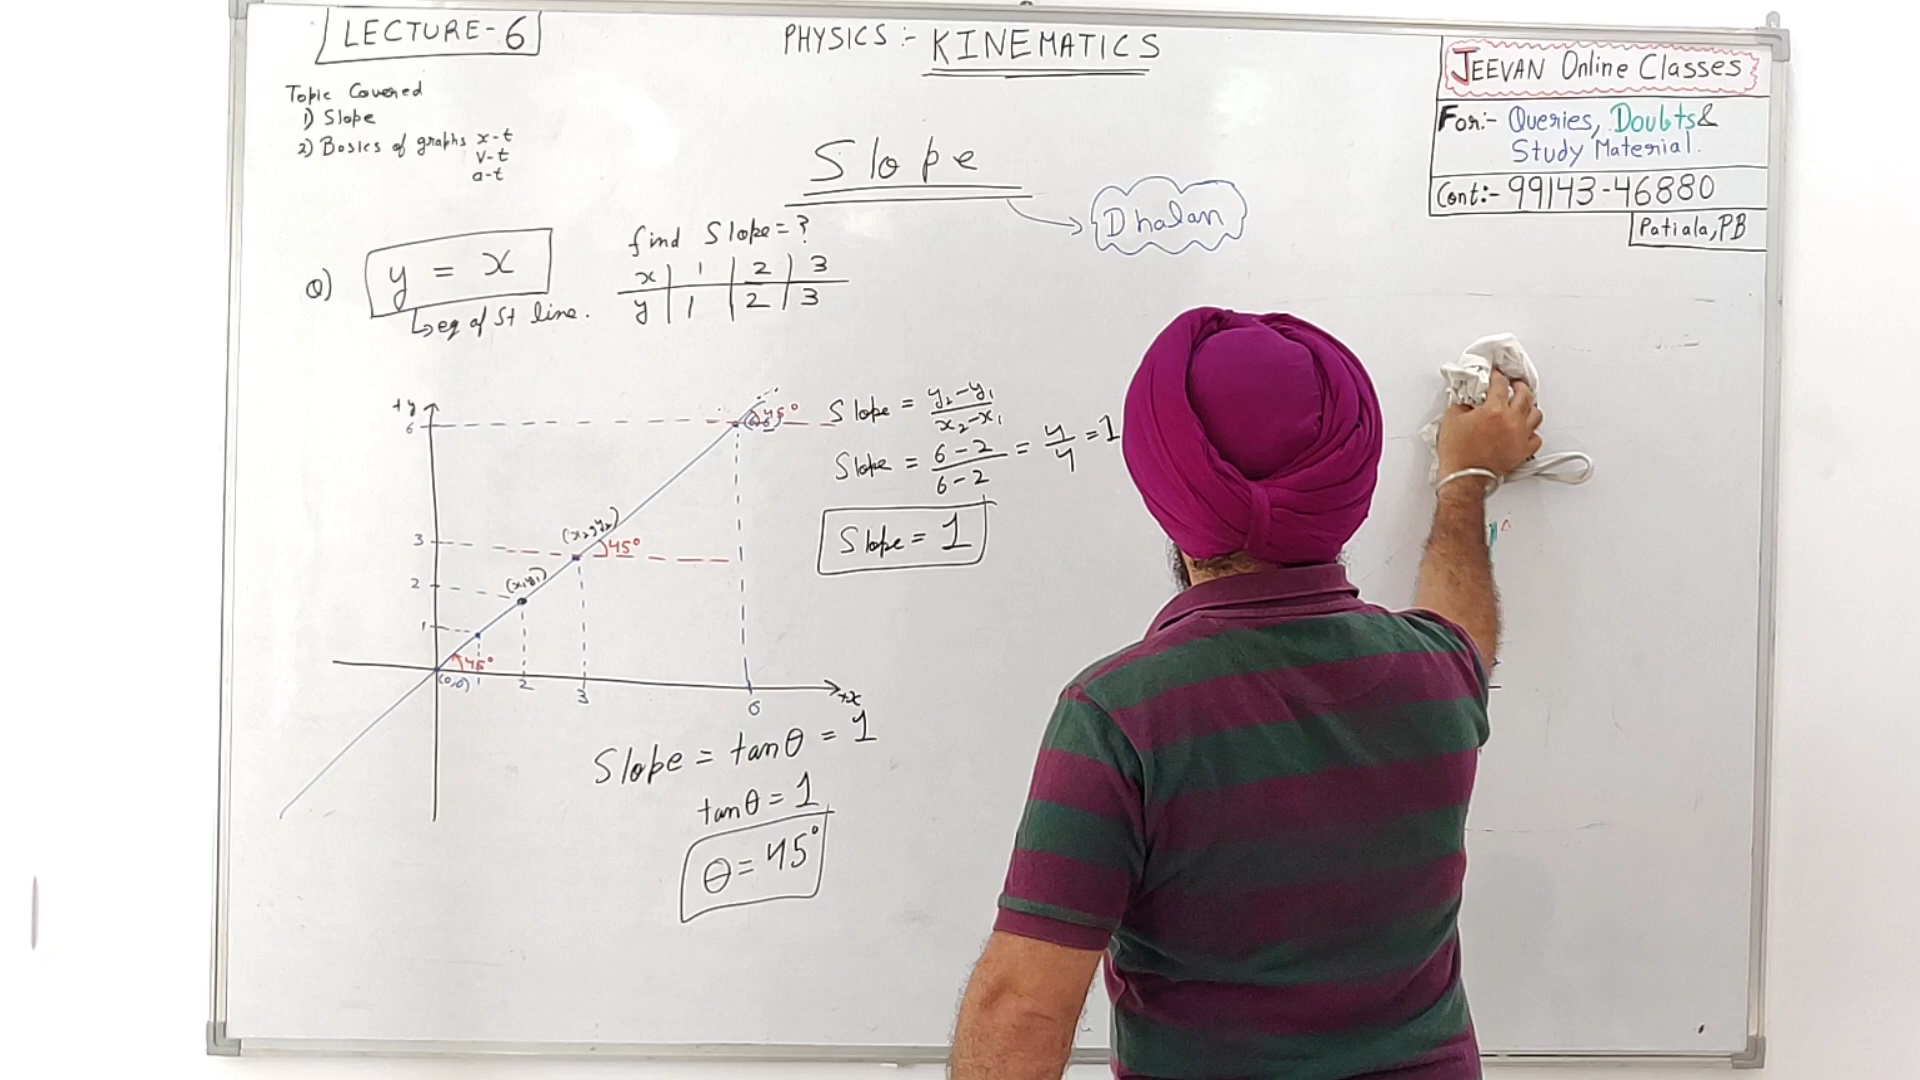 LECTURE-6
PHYSICS :- KINEMATICS
JEEVAN Online Classes
For:- Queries, Doubts &
Study Material.
Cont:- 99143-46880
Patiala, PB
Topic Covered
1) Slope
2) Basics of graphs x-t
v-t
a-t
Slope
Dhalan
Q) y = x
↳ eq of St line.
find Slope = ?
x | 1 | 2 | 3
y | 1 | 2 | 3
+y
6
3
2
1
45°
(x₂, y₂)
45°
(x₁, y₁)
45°
(0,0) 1 2 3 6 +x
Slope = y₂-y₁/x₂-x₁
Slope = 6-2/6-2 = 4/4 = 1
Slope = 1
Slope = tanθ = 1
tanθ = 1
θ = 45°